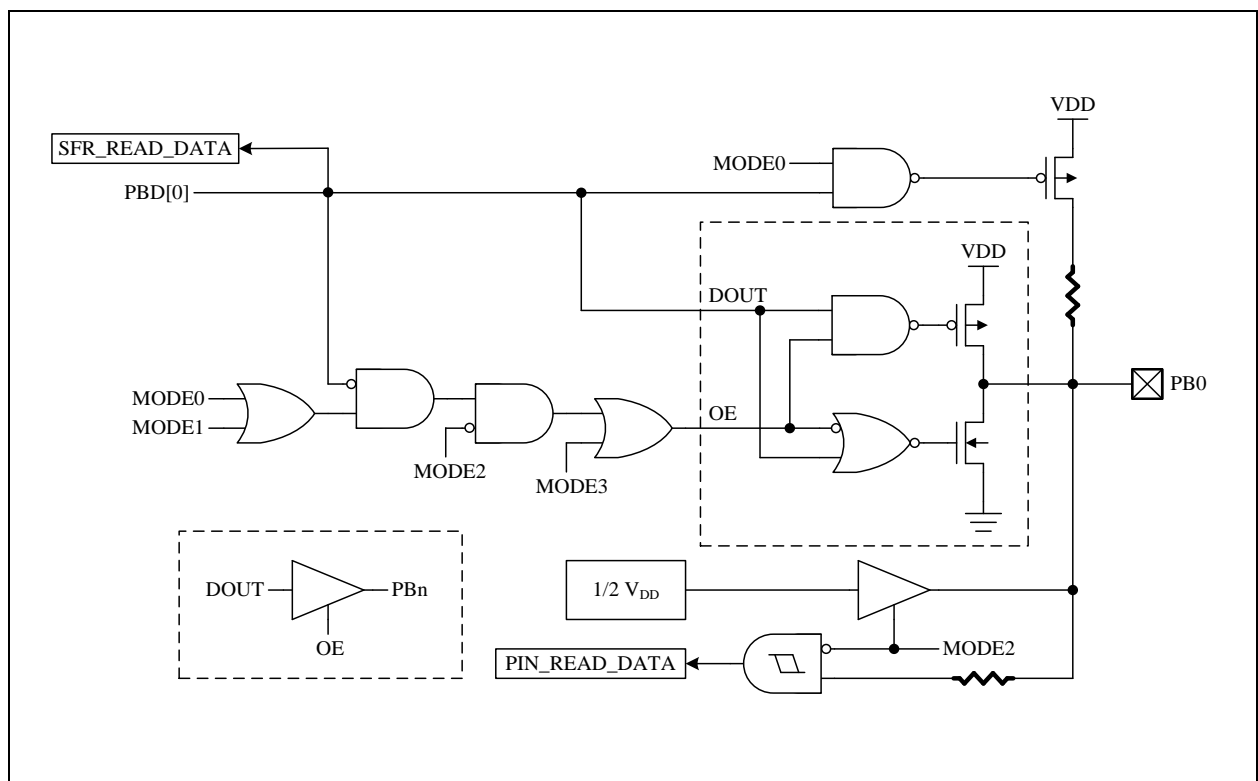 VDD
SFR_READ_DATA
MODE0
PBD[0]
VDD
DOUT
MODE0
MODE1
OE
PB0
MODE2
MODE3
DOUT
PBn
OE
1/2 VDD
MODE2
PIN_READ_DATA